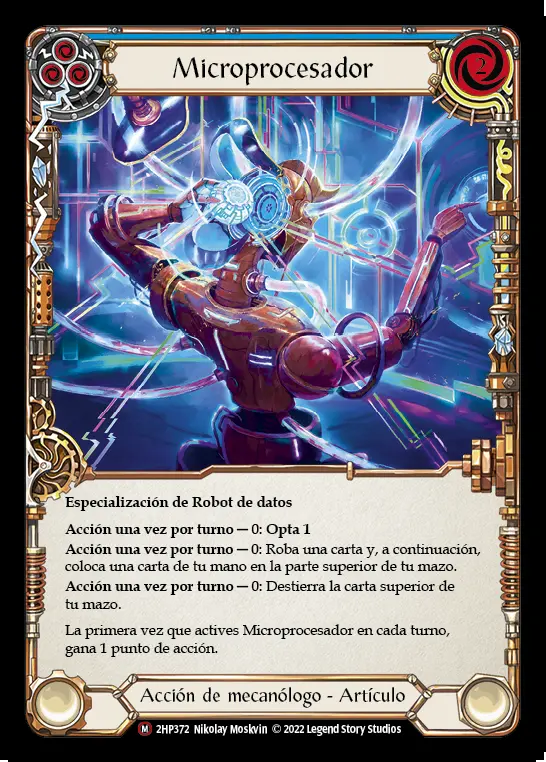 Microprocesador
2
Especialización de Robot de datos
Acción una vez por turno — 0: Opta 1
Acción una vez por turno — 0: Roba una carta y, a continuación,
coloca una carta de tu mano en la parte superior de tu mazo.
Acción una vez por turno — 0: Destierra la carta superior de
tu mazo.
La primera vez que actives Microprocesador en cada turno,
gana 1 punto de acción.
Acción de mecanólogo - Artículo
M 2HP372 Nikolay Moskvin © 2022 Legend Story Studios